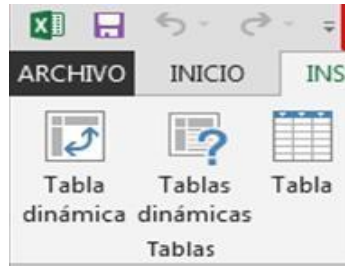 ARCHIVO INICIO INS
Tabla dinámica
Tablas dinámicas
Tabla
Tablas